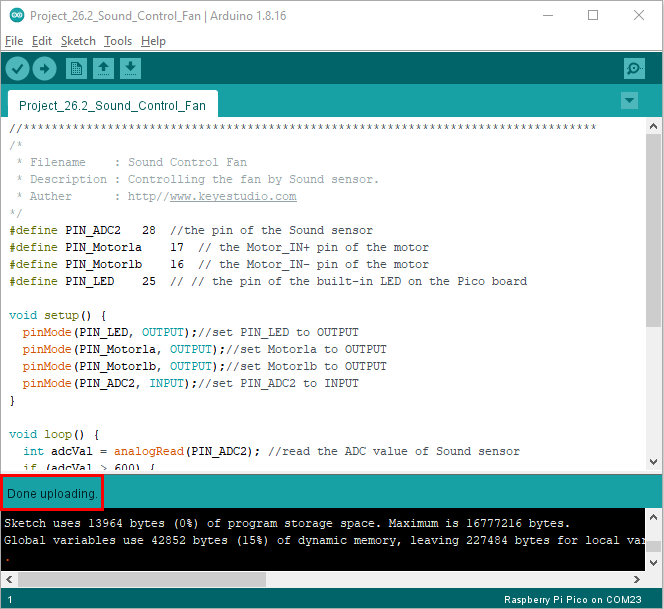 Project_26.2_Sound_Control_Fan | Arduino 1.8.16
File Edit Sketch Tools Help
Project_26.2_Sound_Control_Fan
//**********************************************************************************
/*
 * Filename    : Sound Control Fan
 * Description : Controlling the fan by Sound sensor.
 * Auther      : http//www.keyestudio.com
*/
#define PIN_ADC2   28  //the pin of the Sound sensor
#define PIN_Motorla    17  // the Motor_IN+ pin of the motor
#define PIN_Motorlb    16  // the Motor_IN- pin of the motor
#define PIN_LED    25  // // the pin of the built-in LED on the Pico board
void setup() {
  pinMode(PIN_LED, OUTPUT);//set PIN_LED to OUTPUT
  pinMode(PIN_Motorla, OUTPUT);//set Motorla to OUTPUT
  pinMode(PIN_Motorlb, OUTPUT);//set Motorlb to OUTPUT
  pinMode(PIN_ADC2, INPUT);//set PIN_ADC2 to INPUT
}
void loop() {
  int adcVal = analogRead(PIN_ADC2); //read the ADC value of Sound sensor
  if (adcVal > 600) {
Done uploading.
Sketch uses 13964 bytes (0%) of program storage space. Maximum is 16777216 bytes.
Global variables use 42852 bytes (15%) of dynamic memory, leaving 227484 bytes for local var
.
1 Raspberry Pi Pico on COM23